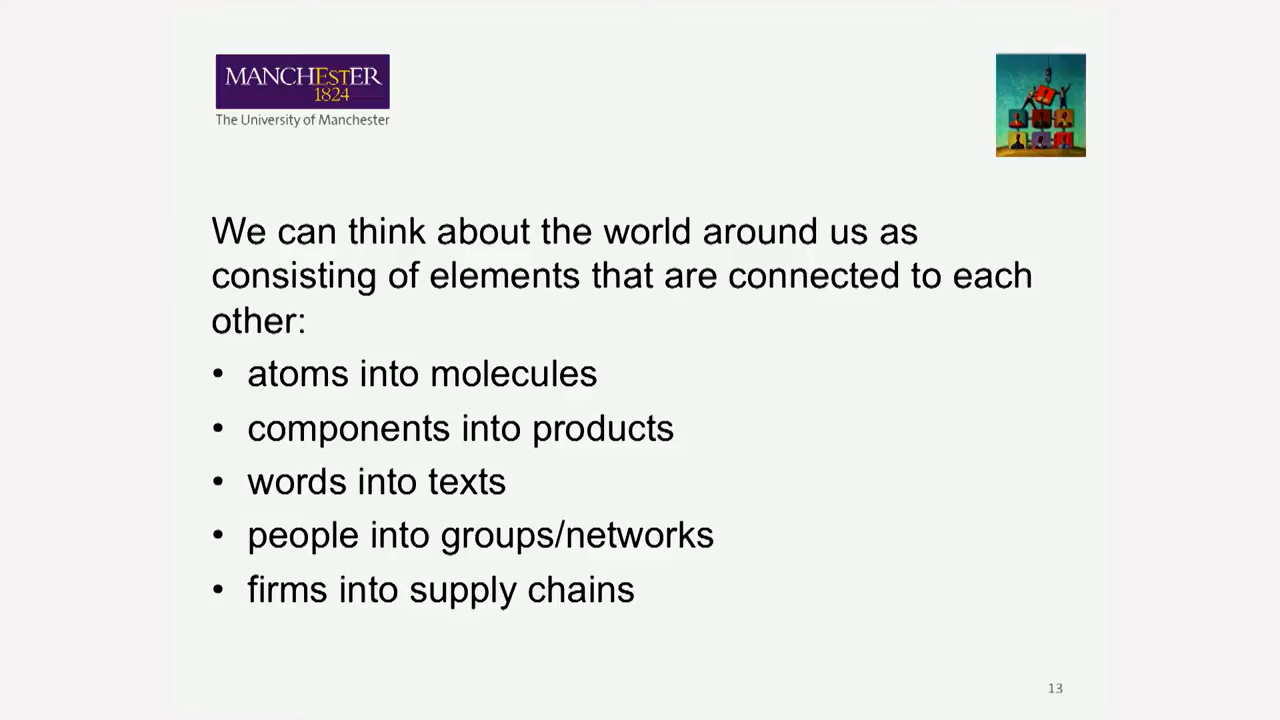 MANCHESTER
1824
The University of Manchester
We can think about the world around us as
consisting of elements that are connected to each
other:
• atoms into molecules
• components into products
• words into texts
• people into groups/networks
• firms into supply chains
13